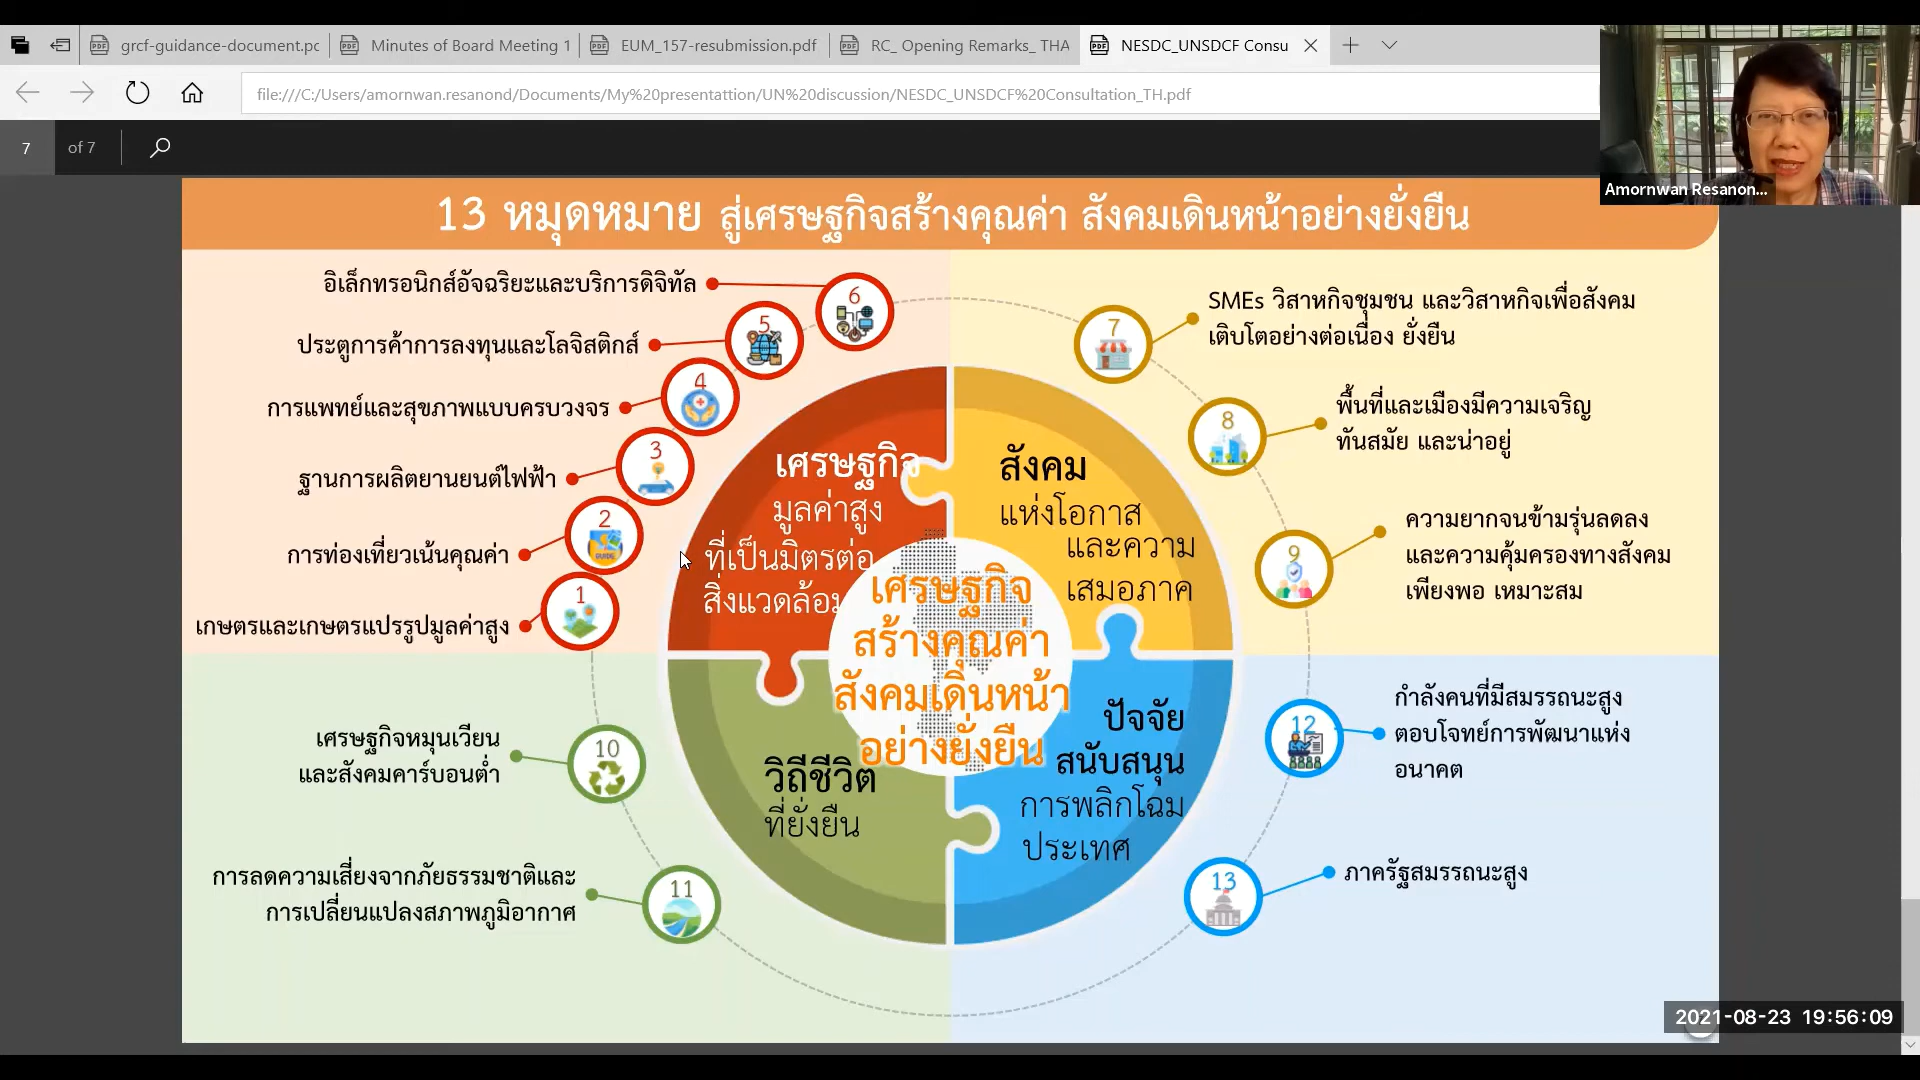 grcf-guidance-document.pc
Minutes of Board Meeting 1
EUM_157-resubmission.pdf
RC_ Opening Remarks_ THA
NESDC_UNSDCF Consu
file:///C:/Users/amornwan.resanond/Documents/My%20presentattion/UN%20discussion/NESDC_UNSDCF%20Consultation_TH.pdf
7 of 7
Amornwan Resanon...
13 หมุดหมาย สู่เศรษฐกิจสร้างคุณค่า สังคมเดินหน้าอย่างยั่งยืน
อิเล็กทรอนิกส์อัจฉริยะและบริการดิจิทัล
6
ประตูการค้าการลงทุนและโลจิสติกส์
5
การแพทย์และสุขภาพแบบครบวงจร
4
ฐานการผลิตยานยนต์ไฟฟ้า
3
การท่องเที่ยวเน้นคุณค่า
2
GUIDE
เกษตรและเกษตรแปรรูปมูลค่าสูง
1
7
SMEs วิสาหกิจชุมชน และวิสาหกิจเพื่อสังคม
เติบโตอย่างต่อเนื่อง ยั่งยืน
8
พื้นที่และเมืองมีความเจริญ
ทันสมัย และน่าอยู่
9
ความยากจนข้ามรุ่นลดลง
และความคุ้มครองทางสังคม
เพียงพอ เหมาะสม
เศรษฐกิจ
มูลค่าสูง
ที่เป็นมิตรต่อ
สิ่งแวดล้อม
สังคม
แห่งโอกาส
และความ
เสมอภาค
เศรษฐกิจ
สร้างคุณค่า
สังคมเดินหน้า
อย่างยั่งยืน
วิถีชีวิต
ที่ยั่งยืน
ปัจจัย
สนับสนุน
การพลิกโฉม
ประเทศ
เศรษฐกิจหมุนเวียน
และสังคมคาร์บอนต่ำ
10
การลดความเสี่ยงจากภัยธรรมชาติและ
การเปลี่ยนแปลงสภาพภูมิอากาศ
11
12
กำลังคนที่มีสมรรถนะสูง
ตอบโจทย์การพัฒนาแห่ง
อนาคต
13
ภาครัฐสมรรถนะสูง
2021-08-23 19:56:09